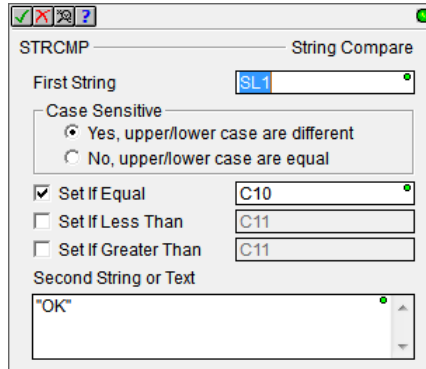 STRCMP String Compare
First String SL1
Case Sensitive
Yes, upper/lower case are different
No, upper/lower case are equal
Set If Equal C10
Set If Less Than C11
Set If Greater Than C11
Second String or Text
"OK"